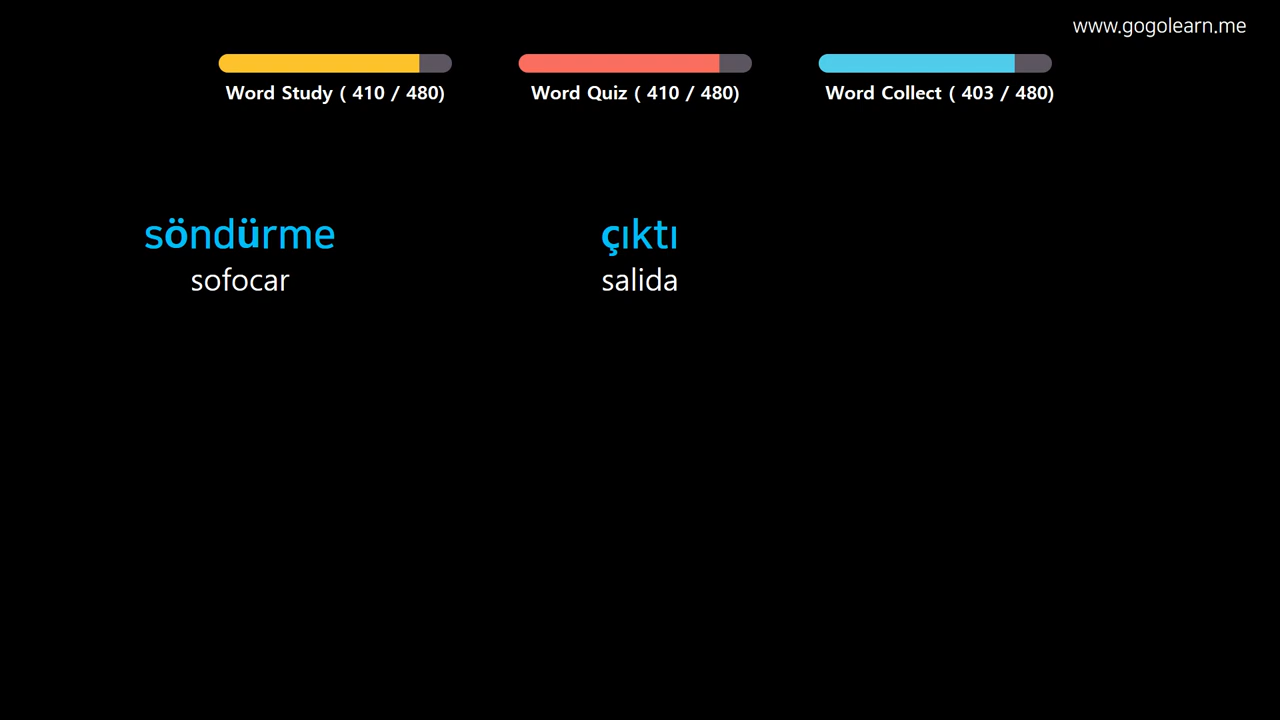 www.gogolearn.me
Word Study ( 410 / 480)
Word Quiz ( 410 / 480)
Word Collect ( 403 / 480)
söndürme
sofocar
çıktı
salida